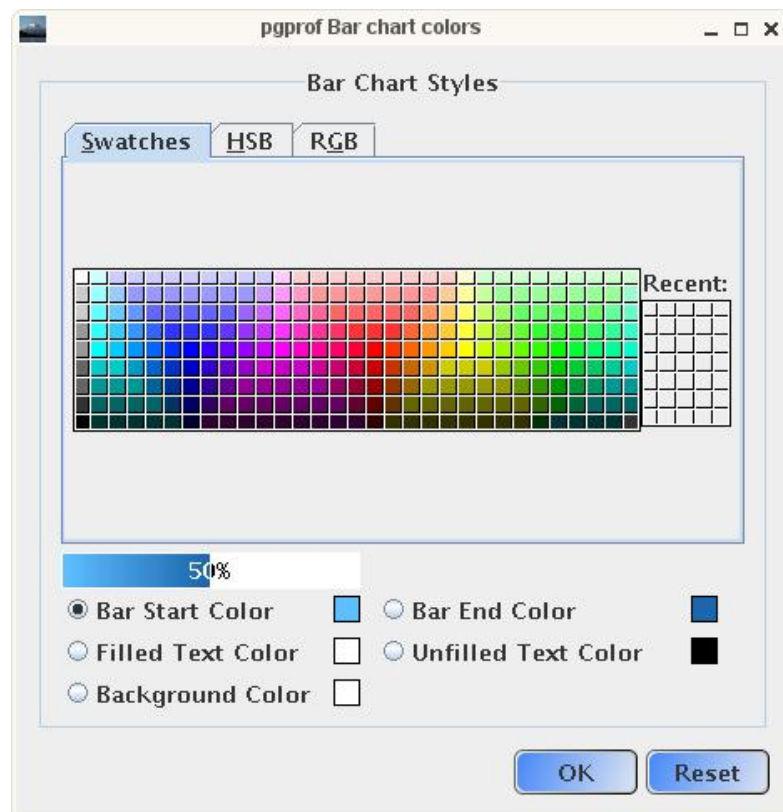 pgprof Bar chart colors
Bar Chart Styles
Swatches HSB RGB
Recent:
50%
Bar Start Color Bar End Color
Filled Text Color Unfilled Text Color
Background Color
OK Reset